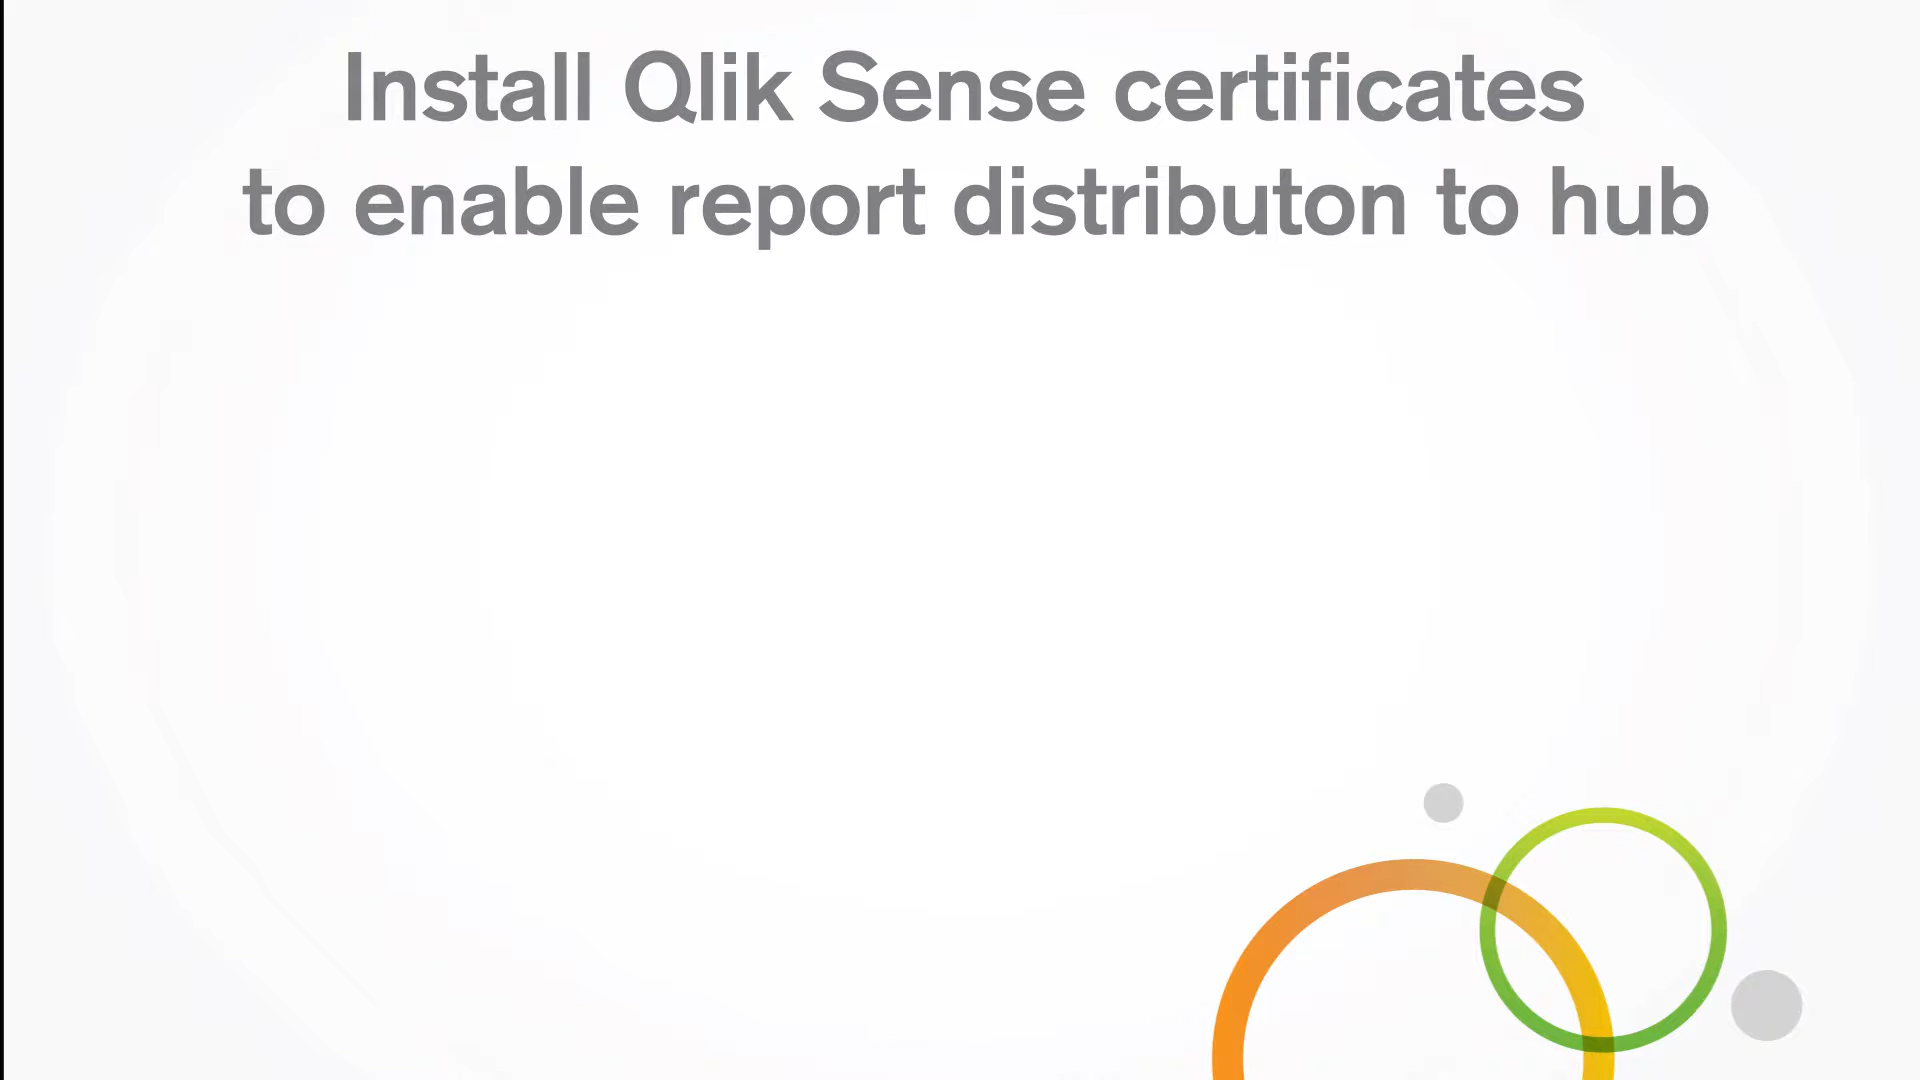 Install Qlik Sense certificates
to enable report distributon to hub